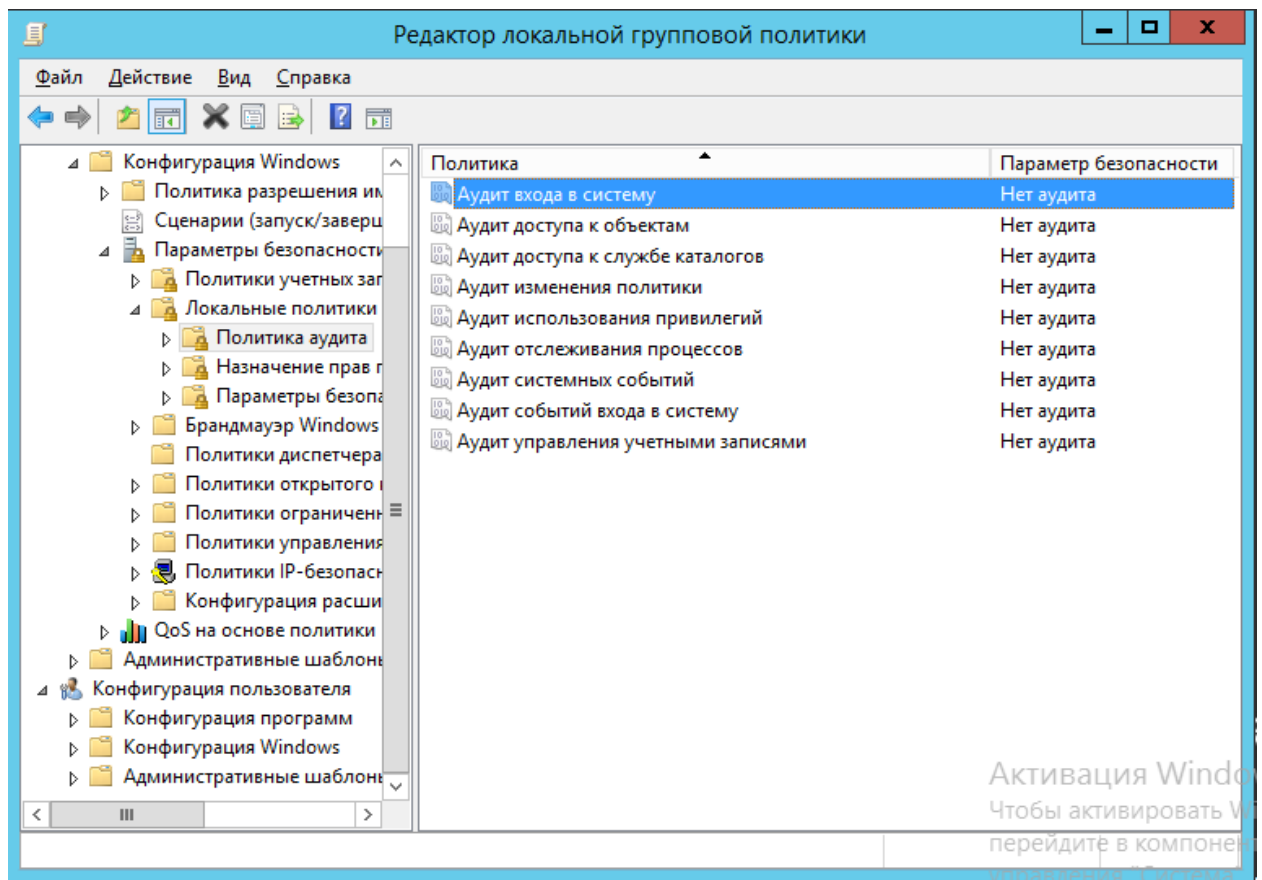 Редактор локальной групповой политики
Файл Действие Вид Справка
Конфигурация Windows
Политика разрешения им
Сценарии (запуск/заверш
Параметры безопасности
Политики учетных зап
Локальные политики
Политика аудита
Назначение прав п
Параметры безопа
Брандмауэр Windows
Политики диспетчера
Политики открытого к
Политики ограничен
Политики управления
Политики IP-безопасн
Конфигурация расши
QoS на основе политики
Административные шаблоны
Конфигурация пользователя
Конфигурация программ
Конфигурация Windows
Административные шаблоны
Политика Параметр безопасности
Аудит входа в систему Нет аудита
Аудит доступа к объектам Нет аудита
Аудит доступа к службе каталогов Нет аудита
Аудит изменения политики Нет аудита
Аудит использования привилегий Нет аудита
Аудит отслеживания процессов Нет аудита
Аудит системных событий Нет аудита
Аудит событий входа в систему Нет аудита
Аудит управления учетными записями Нет аудита
Активация Windo
Чтобы активировать Wi
перейдите в компонен
управления "Система"